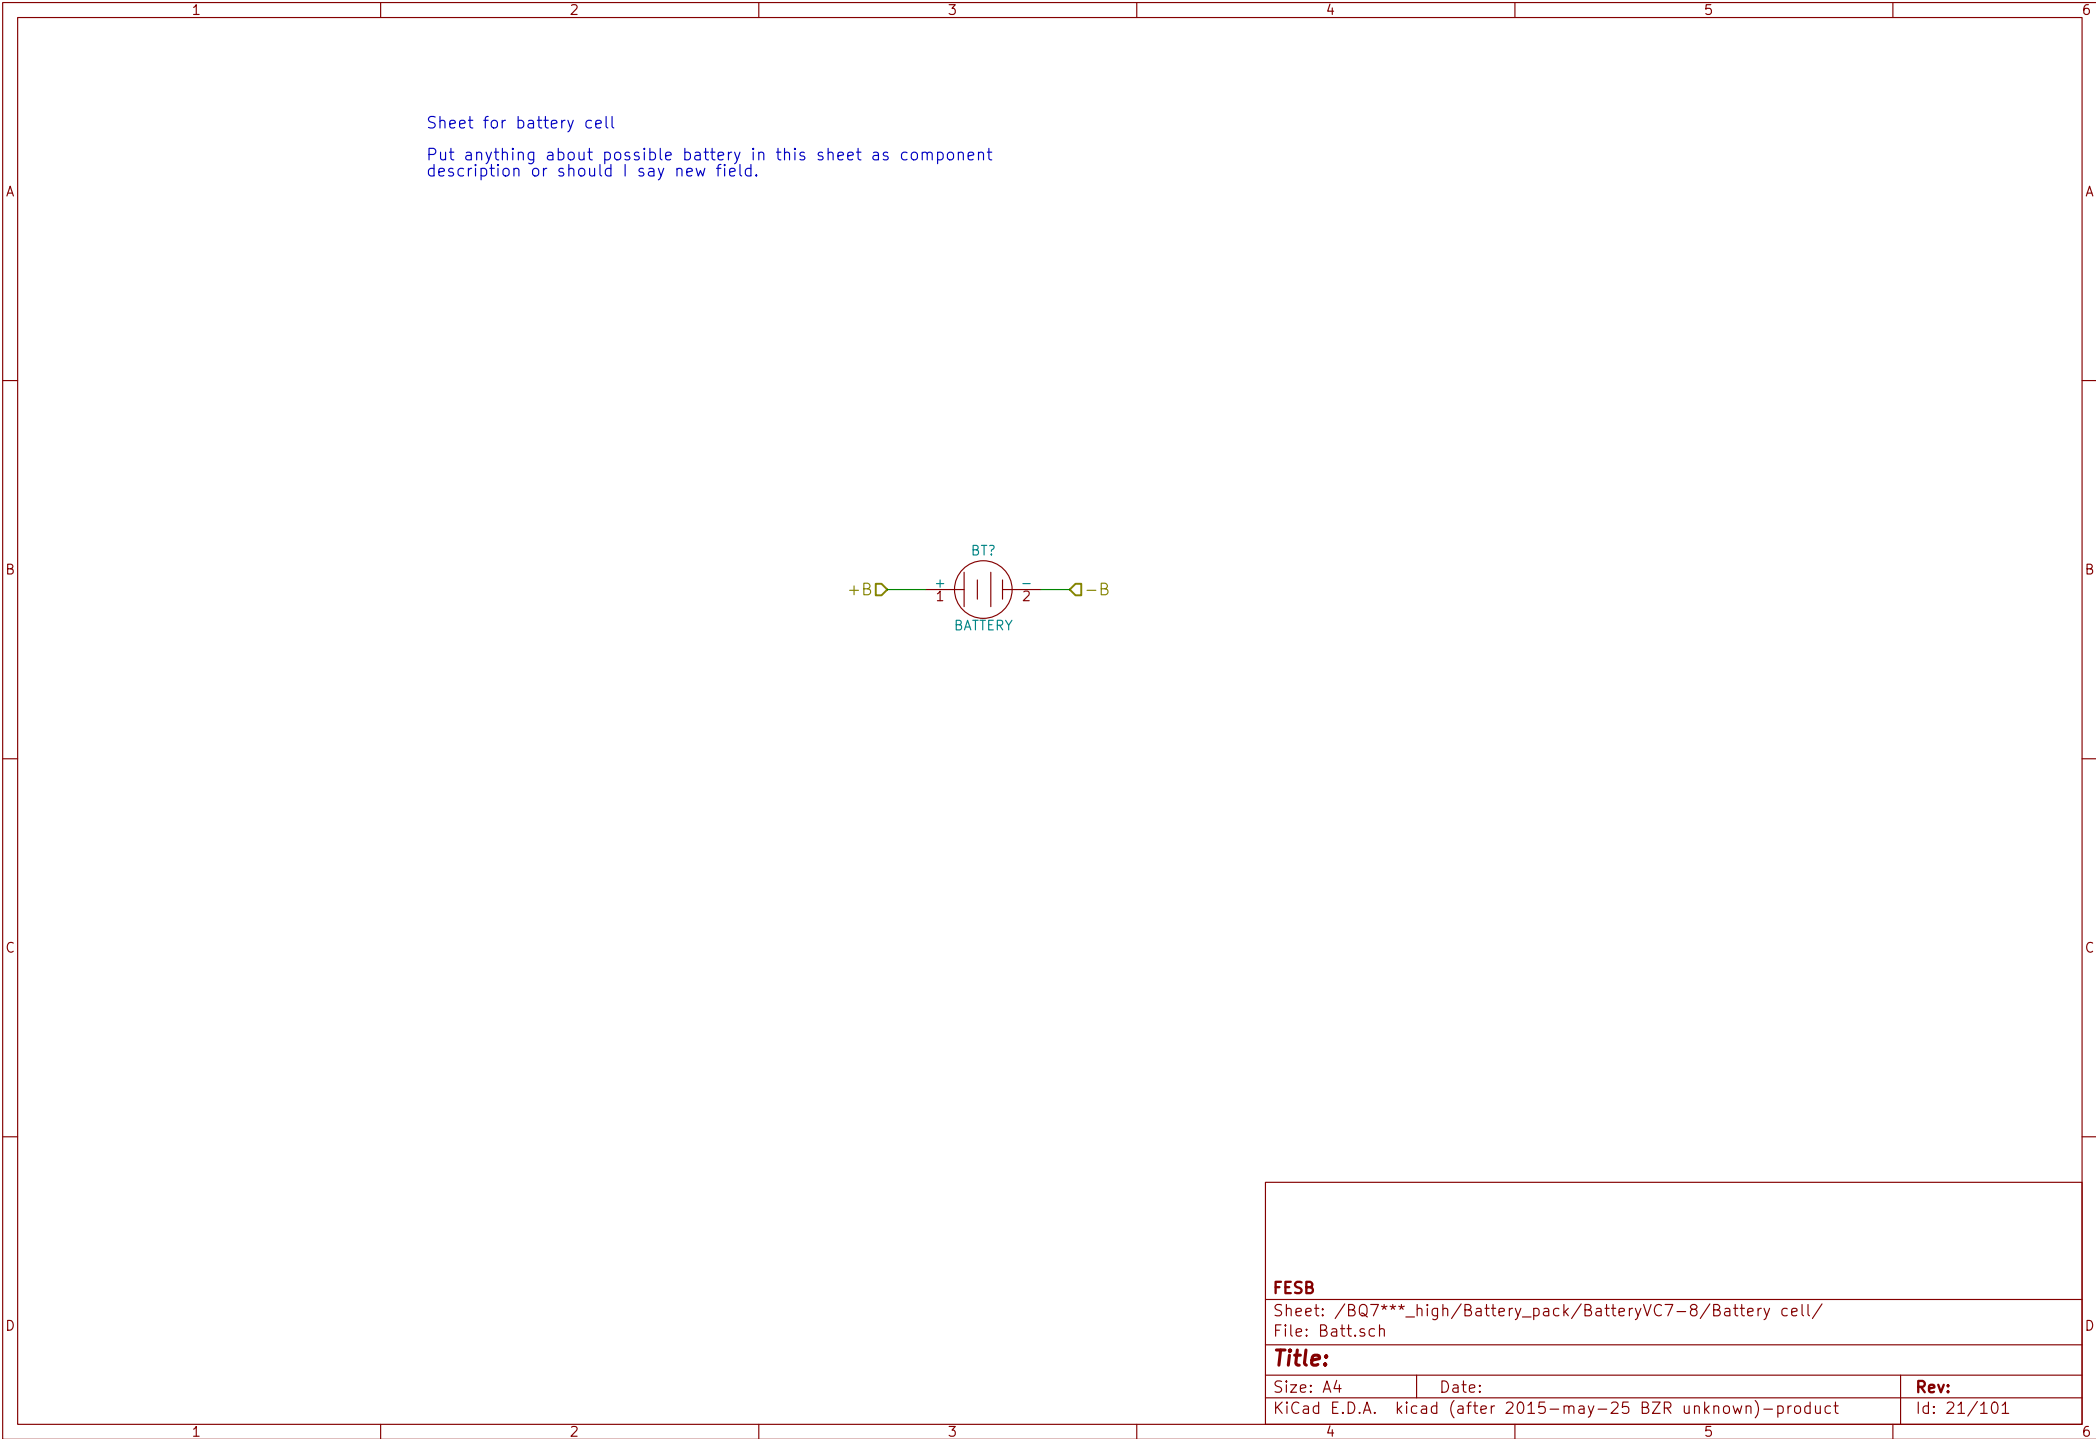 1 2 3 4 5 6
Sheet for battery cell
Put anything about possible battery in this sheet as component
description or should I say new field.
A A
BT?
B B
+B + - -B
1 2
BATTERY
C C
FESB
Sheet: /BQ7***_high/Battery_pack/BatteryVC7-8/Battery cell/
D D
File: Batt.sch
Title:
Size: A4 Date: Rev:
KiCad E.D.A. kicad (after 2015-may-25 BZR unknown)-product Id: 21/101
1 2 3 4 5 6